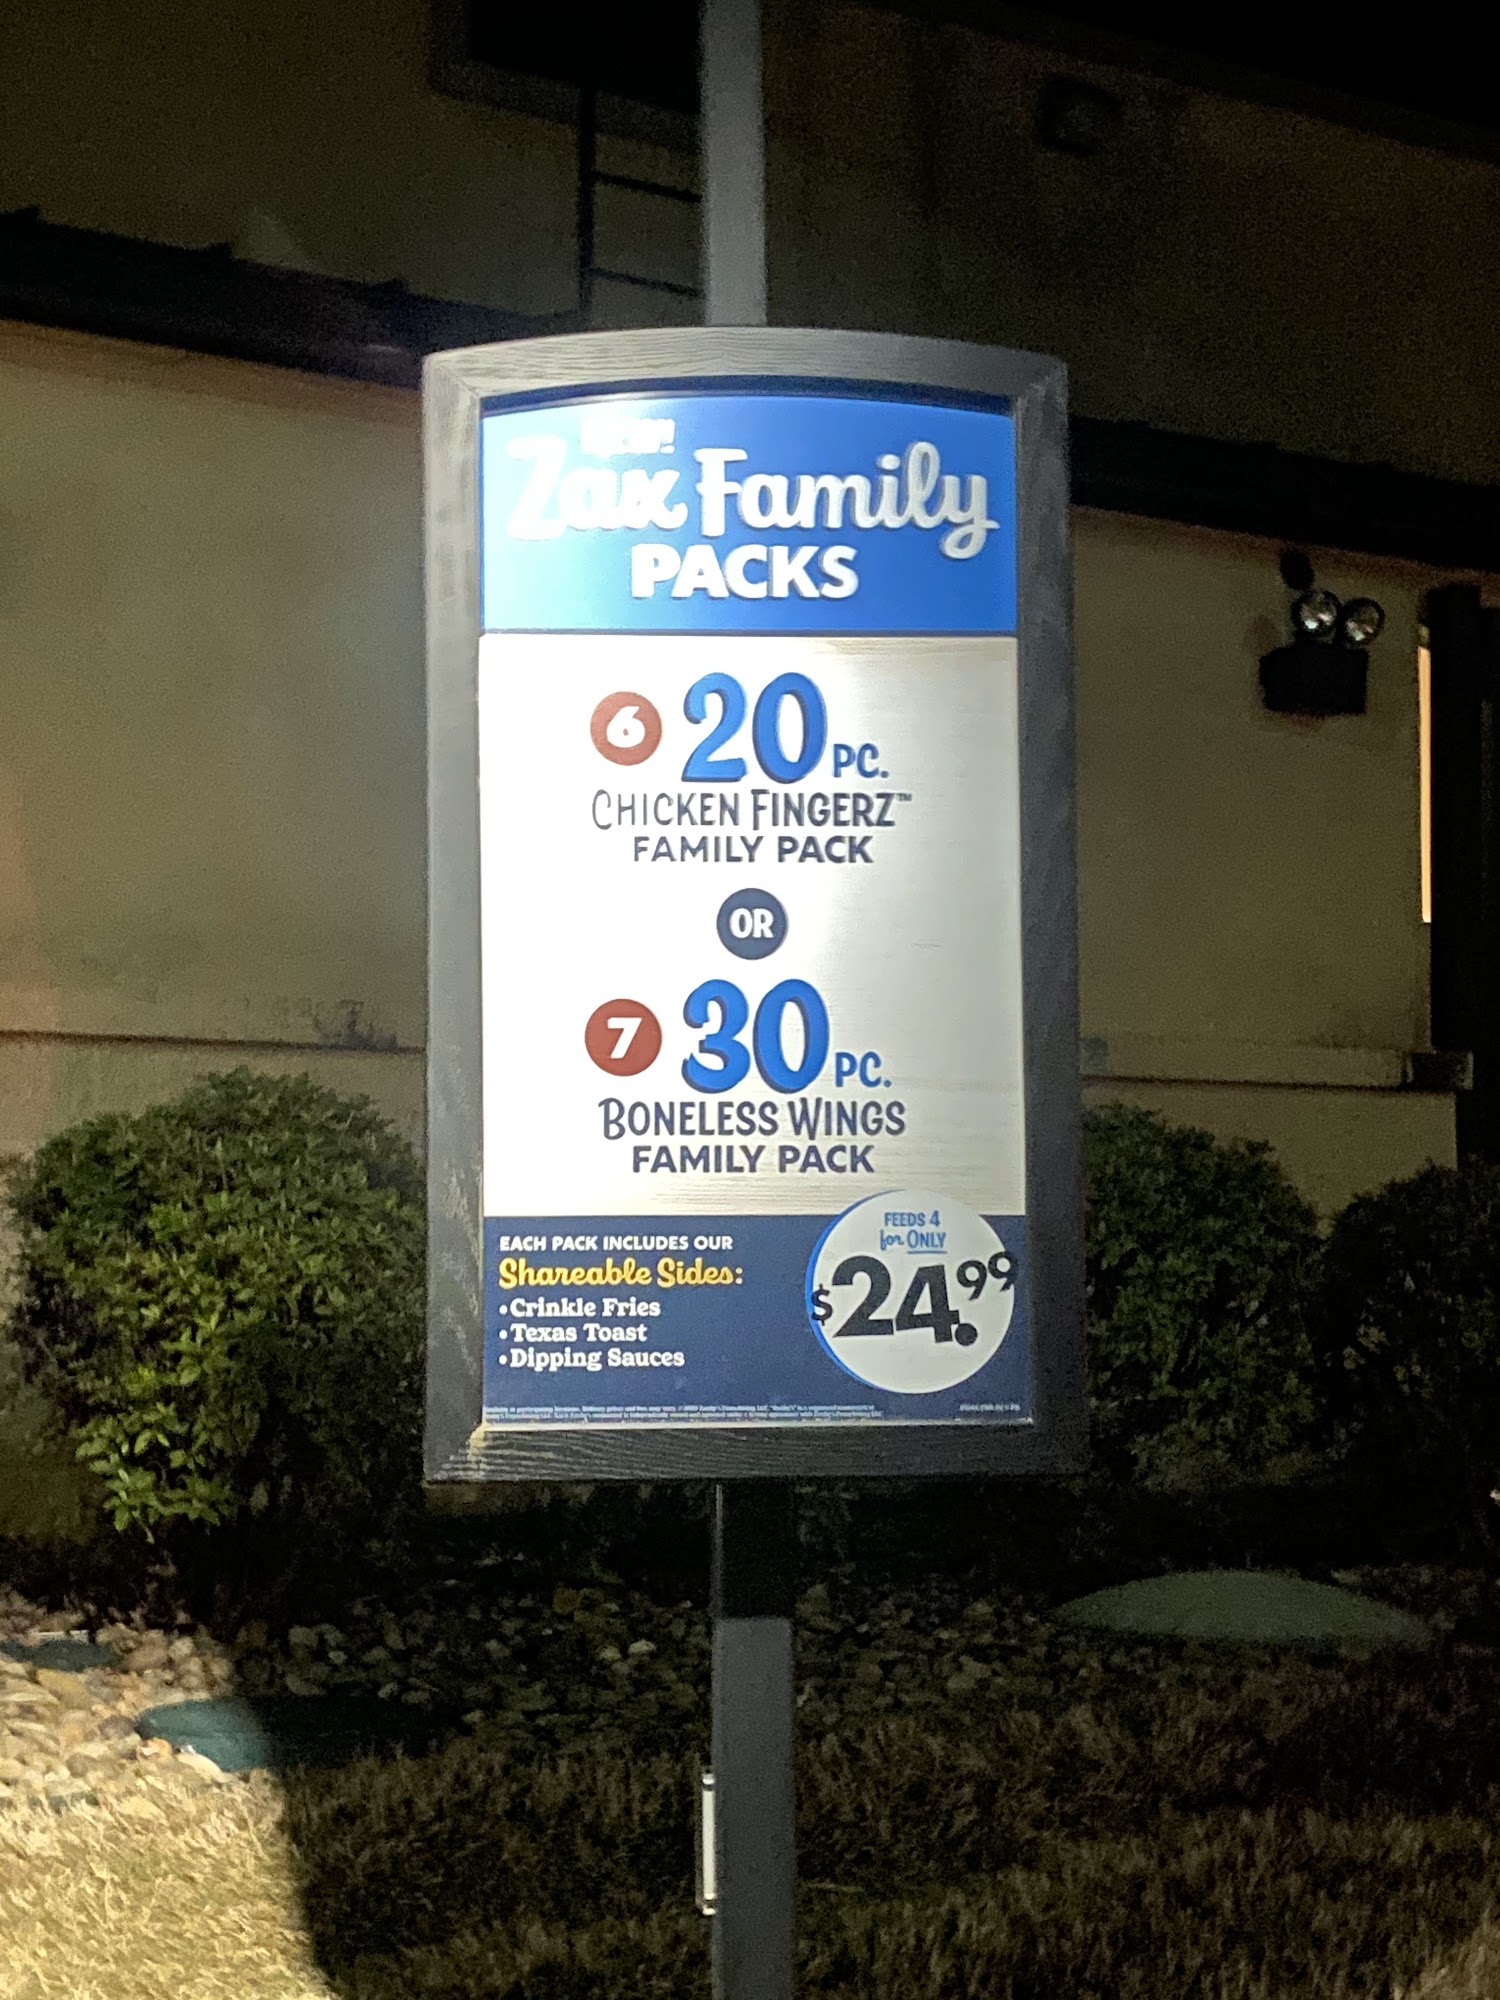 NEW!
Zax Family
PACKS
6 20 PC.
CHICKEN FINGERZ™
FAMILY PACK
OR
7 30 PC.
BONELESS WINGS
FAMILY PACK
EACH PACK INCLUDES OUR
Shareable Sides:
•Crinkle Fries
•Texas Toast
•Dipping Sauces
FEEDS 4
for ONLY
$24.99